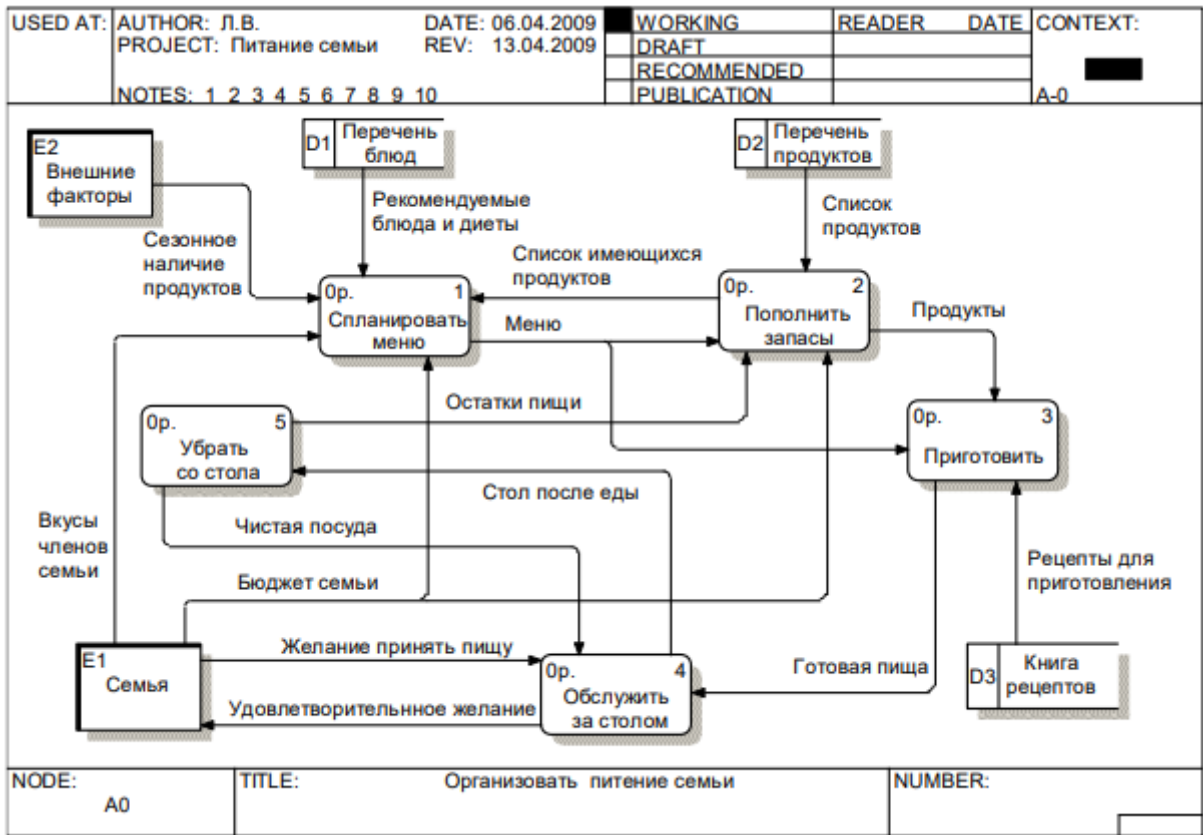 USED AT: AUTHOR: Л.В. DATE: 06.04.2009 WORKING READER DATE CONTEXT:
PROJECT: Питание семьи REV: 13.04.2009 DRAFT
RECOMMENDED
NOTES: 1 2 3 4 5 6 7 8 9 10 PUBLICATION A-0
E2
Внешние
факторы
D1
Перечень
блюд
D2
Перечень
продуктов
Рекомендуемые
блюда и диеты
Список
продуктов
Сезонное
наличие
продуктов
Список имеющихся
продуктов
0р. 1
Спланировать
меню
Меню
0р. 2
Пополнить
запасы
Продукты
Остатки пищи
0р. 5
Убрать
со стола
0р. 3
Приготовить
Стол после еды
Вкусы
членов
семьи
Чистая посуда
Бюджет семьи
Рецепты для
приготовления
E1
Семья
Желание принять пищу
Удовлетворительнное желание
0р. 4
Обслужить
за столом
Готовая пища
D3
Книга
рецептов
NODE: TITLE: Организовать питение семьи NUMBER:
A0